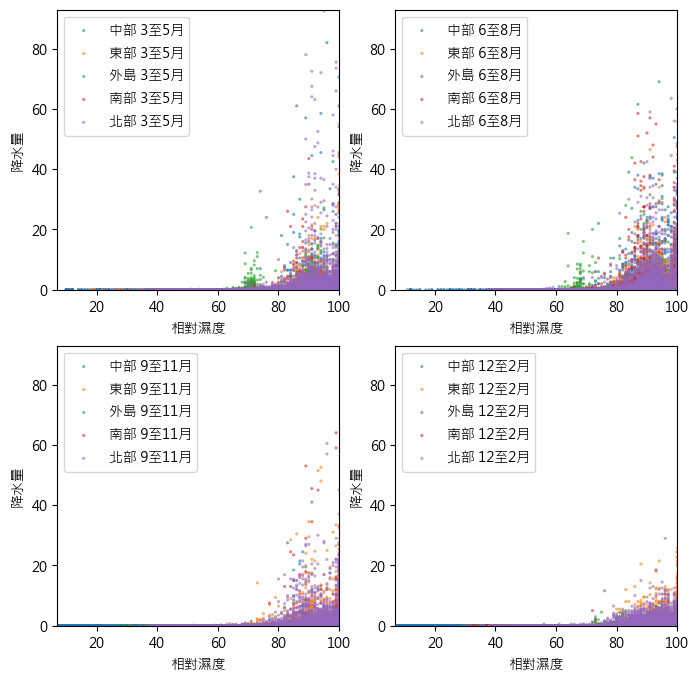 中部 3至5月
東部 3至5月
外島 3至5月
南部 3至5月
北部 3至5月
降水量
80
60
40
20
0
20 40 60 80 100
相對濕度
中部 6至8月
東部 6至8月
外島 6至8月
南部 6至8月
北部 6至8月
降水量
80
60
40
20
0
20 40 60 80 100
相對濕度
中部 9至11月
東部 9至11月
外島 9至11月
南部 9至11月
北部 9至11月
降水量
80
60
40
20
0
20 40 60 80 100
相對濕度
中部 12至2月
東部 12至2月
外島 12至2月
南部 12至2月
北部 12至2月
降水量
80
60
40
20
0
20 40 60 80 100
相對濕度